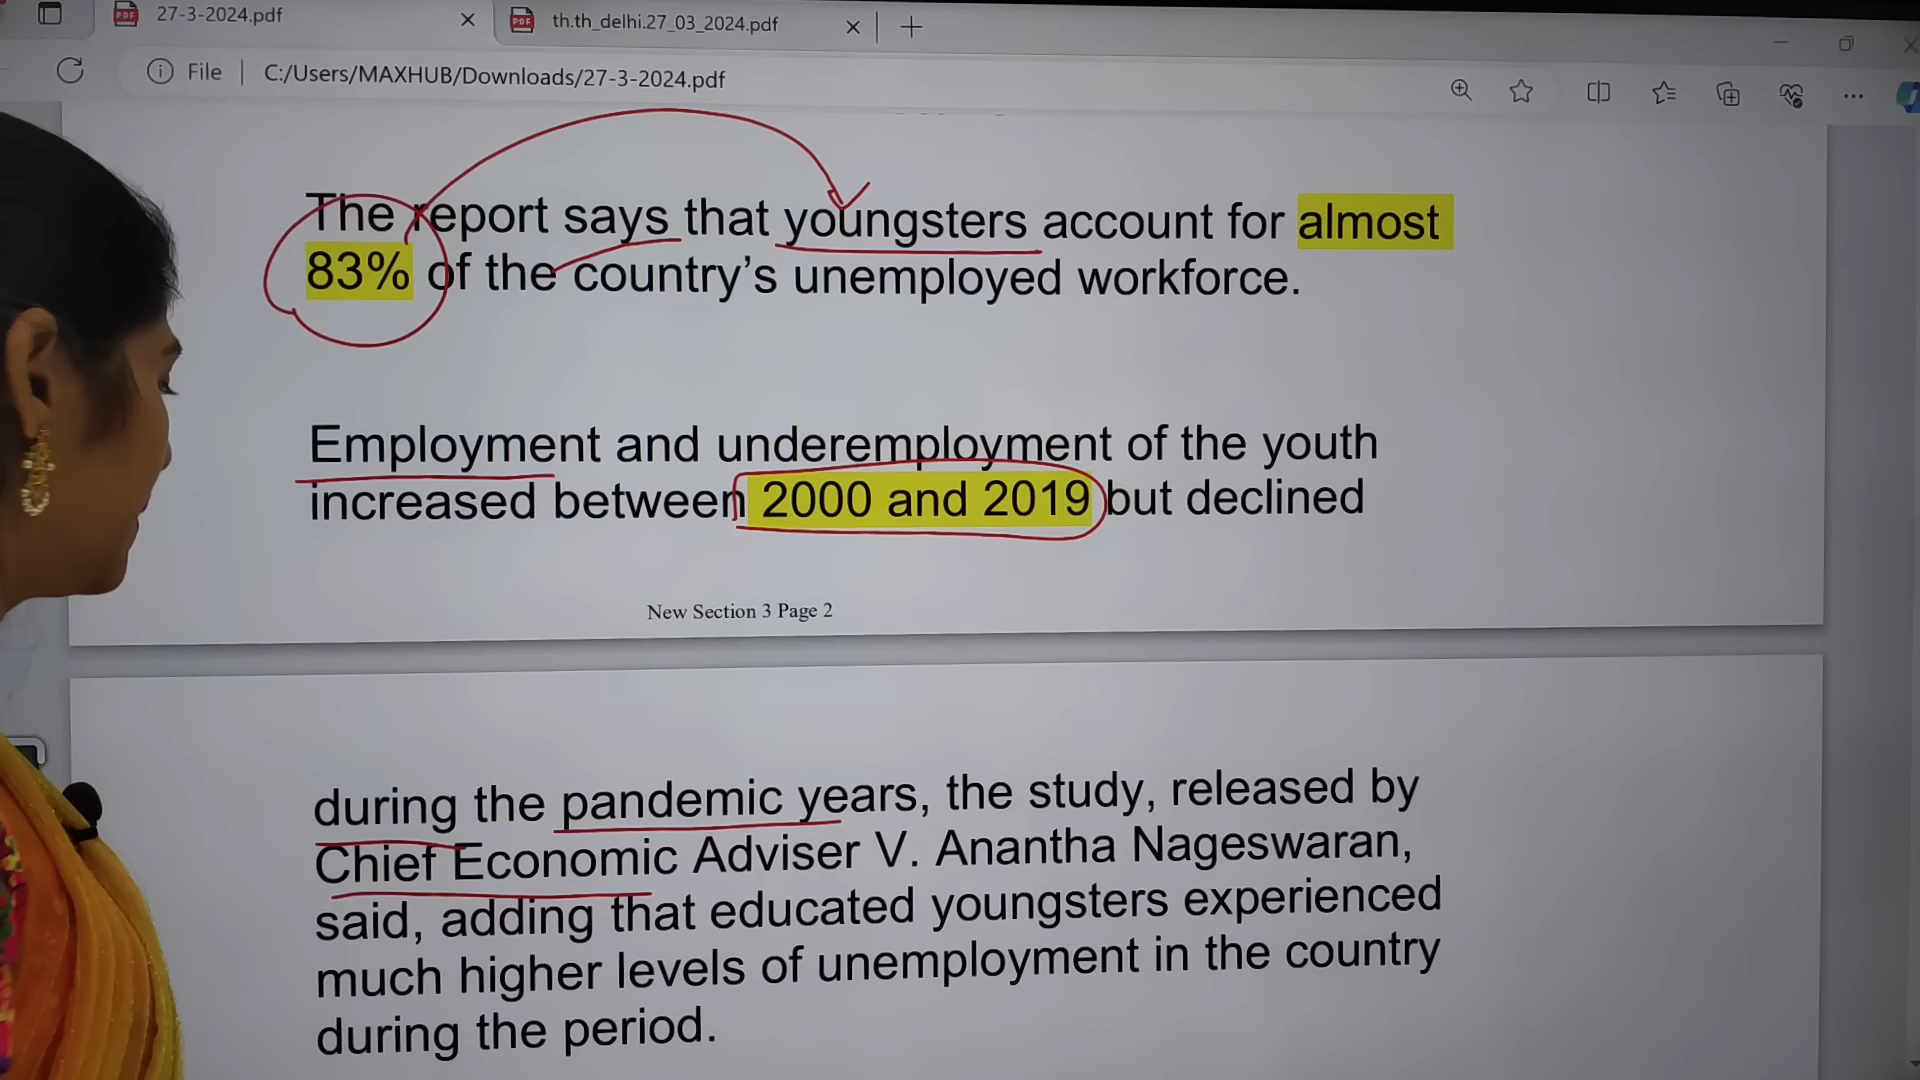 27-3-2024.pdf
th.th_delhi.27_03_2024.pdf
File
C:/Users/MAXHUB/Downloads/27-3-2024.pdf
The report says that youngsters account for almost
83% of the country's unemployed workforce.
Employment and underemployment of the youth
increased between 2000 and 2019 but declined
New Section 3 Page 2
during the pandemic years, the study, released by
Chief Economic Adviser V. Anantha Nageswaran,
said, adding that educated youngsters experienced
much higher levels of unemployment in the country
during the period.